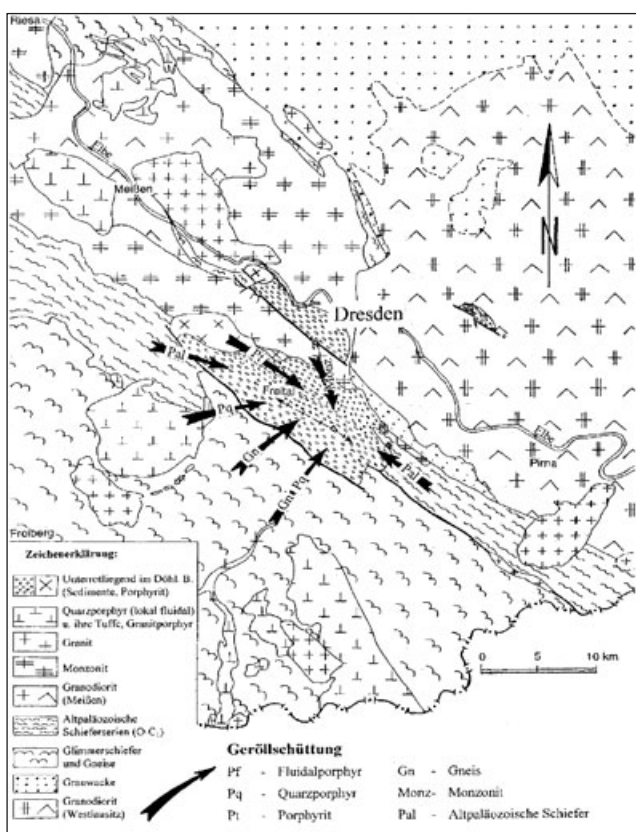 Riesa
Elbe
Meißen
Dresden
N
Pal
Freital
Pq
Gn
Gn+Pq
Pal
Elbe
Pirna
Freiberg
Zeichenerklärung:
Unterrotliegend im Döhl. B.
(Sedimente, Porphyrit)
Quarzporphyr (lokal fluidal)
u. ihre Tuffe, Granitporphyr
Granit
Monzonit
Granodiorit
(Meißen)
Altpaläozoische
Schieferserien (O-C₁)
Glimmerschiefer
und Gneise
Grauwacke
Granodiorit
(Westlausitz)
0 5 10 km
Geröllschüttung
Pf - Fluidalporphyr
Pq - Quarzporphyr
Pt - Porphyrit
Gn - Gneis
Monz- Monzonit
Pal - Altpaläozoische Schiefer